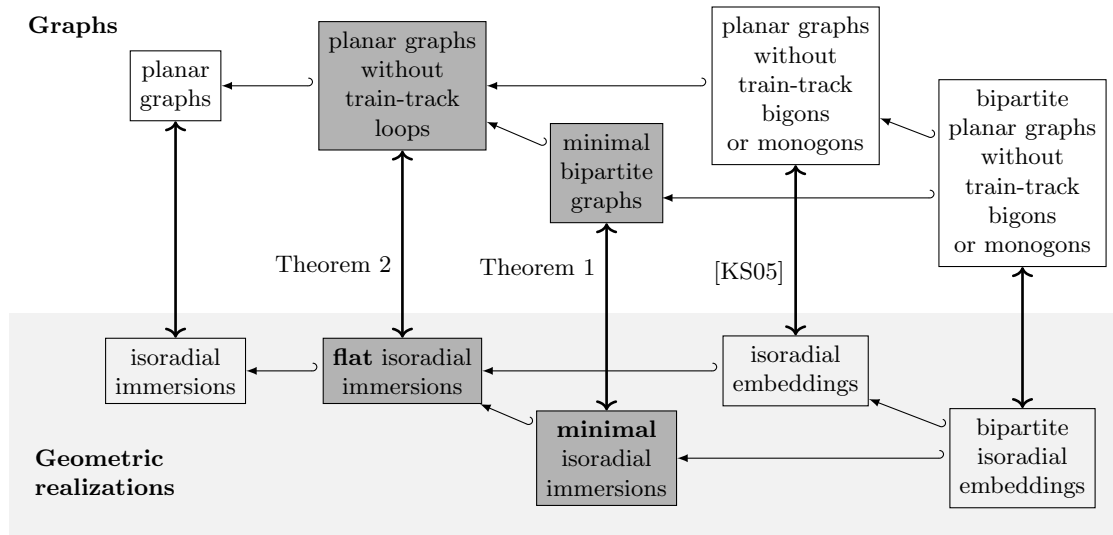 Graphs
planar
graphs
planar graphs
without
train-track
loops
minimal
bipartite
graphs
planar graphs
without
train-track
bigons
or monogons
bipartite
planar graphs
without
train-track
bigons
or monogons
Theorem 2
Theorem 1
[KS05]
isoradial
immersions
flat isoradial
immersions
minimal
isoradial
immersions
isoradial
embeddings
bipartite
isoradial
embeddings
Geometric
realizations